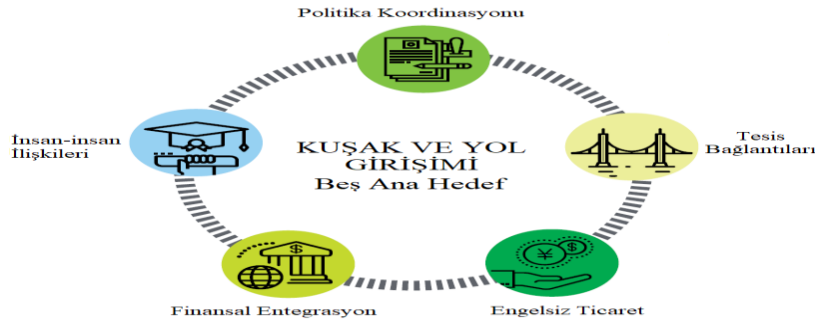 Politika Koordinasyonu
İnsan-insan
İlişkileri
KUŞAK VE YOL
GİRİŞİMİ
Beş Ana Hedef
Tesis
Bağlantıları
$
¥
$
Finansal Entegrasyon
Engelsiz Ticaret